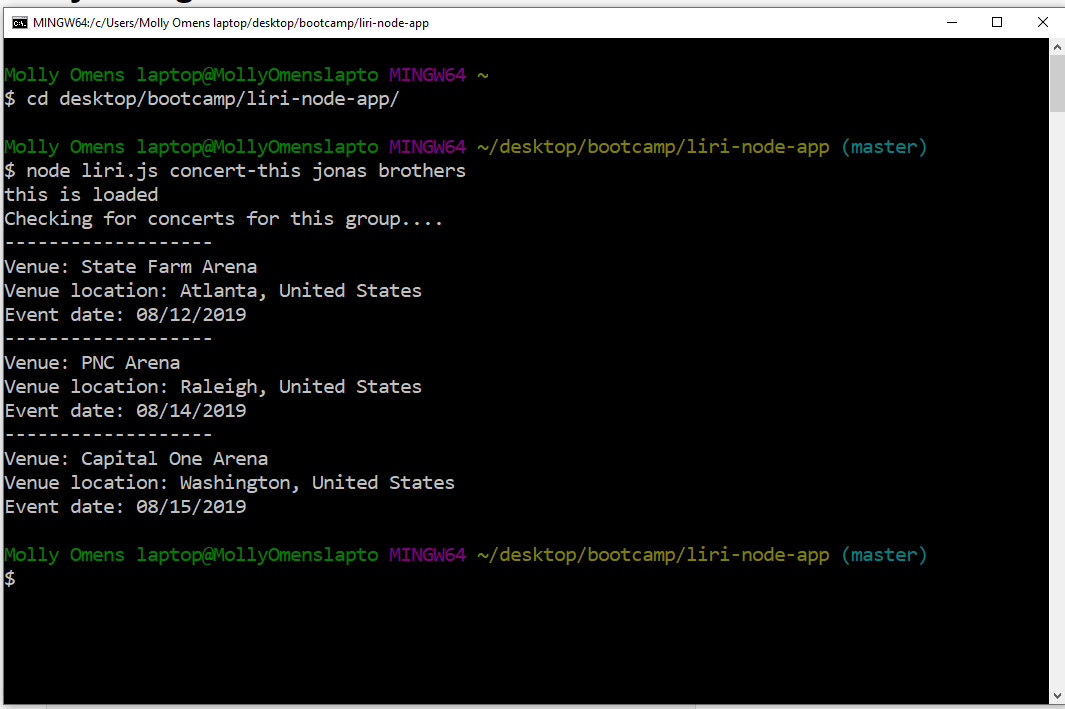 MINGW64:/c/Users/Molly Omens laptop/desktop/bootcamp/liri-node-app
Molly Omens laptop@MollyOmenslapto MINGW64 ~
$ cd desktop/bootcamp/liri-node-app/
Molly Omens laptop@MollyOmenslapto MINGW64 ~/desktop/bootcamp/liri-node-app (master)
$ node liri.js concert-this jonas brothers
this is loaded
Checking for concerts for this group....
-------------------
Venue: State Farm Arena
Venue location: Atlanta, United States
Event date: 08/12/2019
-------------------
Venue: PNC Arena
Venue location: Raleigh, United States
Event date: 08/14/2019
-------------------
Venue: Capital One Arena
Venue location: Washington, United States
Event date: 08/15/2019
Molly Omens laptop@MollyOmenslapto MINGW64 ~/desktop/bootcamp/liri-node-app (master)
$